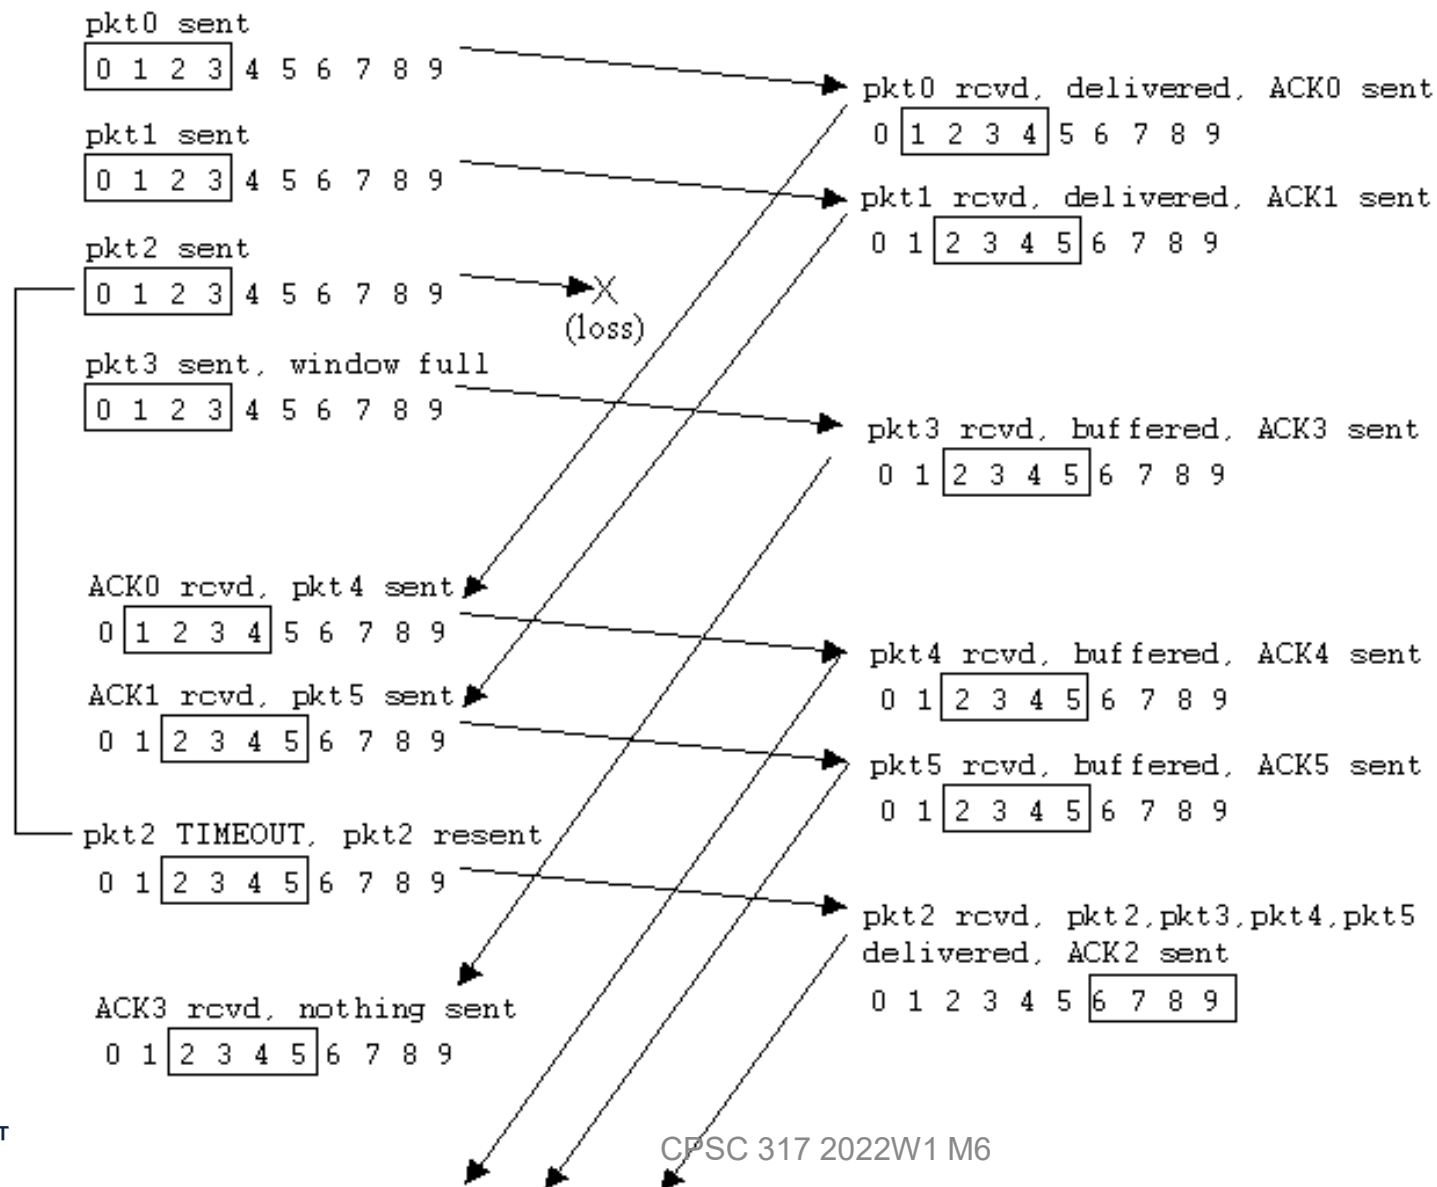 pkt0 sent
0 1 2 3 4 5 6 7 8 9
pkt0 rcvd, delivered, ACK0 sent
0 1 2 3 4 5 6 7 8 9
pkt1 sent
0 1 2 3 4 5 6 7 8 9
pkt1 rcvd, delivered, ACK1 sent
0 1 2 3 4 5 6 7 8 9
pkt2 sent
0 1 2 3 4 5 6 7 8 9
X
(loss)
pkt3 sent, window full
0 1 2 3 4 5 6 7 8 9
pkt3 rcvd, buffered, ACK3 sent
0 1 2 3 4 5 6 7 8 9
ACK0 rcvd, pkt4 sent
0 1 2 3 4 5 6 7 8 9
pkt4 rcvd, buffered, ACK4 sent
0 1 2 3 4 5 6 7 8 9
ACK1 rcvd, pkt5 sent
0 1 2 3 4 5 6 7 8 9
pkt5 rcvd, buffered, ACK5 sent
0 1 2 3 4 5 6 7 8 9
pkt2 TIMEOUT, pkt2 resent
0 1 2 3 4 5 6 7 8 9
pkt2 rcvd, pkt2,pkt3,pkt4,pkt5
delivered, ACK2 sent
0 1 2 3 4 5 6 7 8 9
ACK3 rcvd, nothing sent
0 1 2 3 4 5 6 7 8 9
T
CPSC 317 2022W1 M6